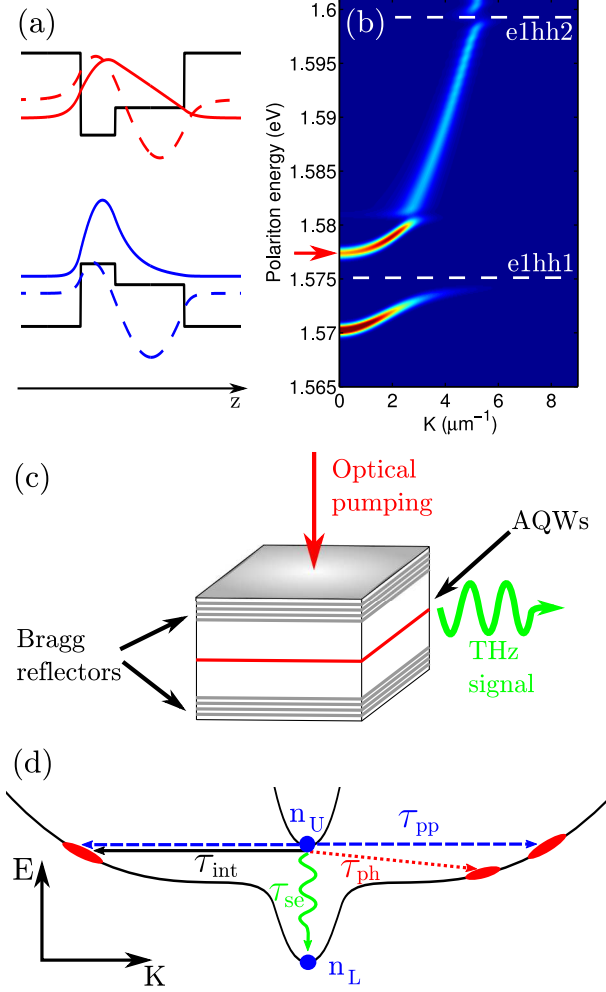 (a)
z
(b)
Polariton energy (eV)
1.6
1.595
1.59
1.585
1.58
1.575
1.57
1.565
e1hh2
e1hh1
0
2
4
6
8
K (μm⁻¹)
(c)
Optical
pumping
AQWs
Bragg
reflectors
THz
signal
(d)
n_U
τ_pp
τ_int
τ_ph
τ_se
E
K
n_L